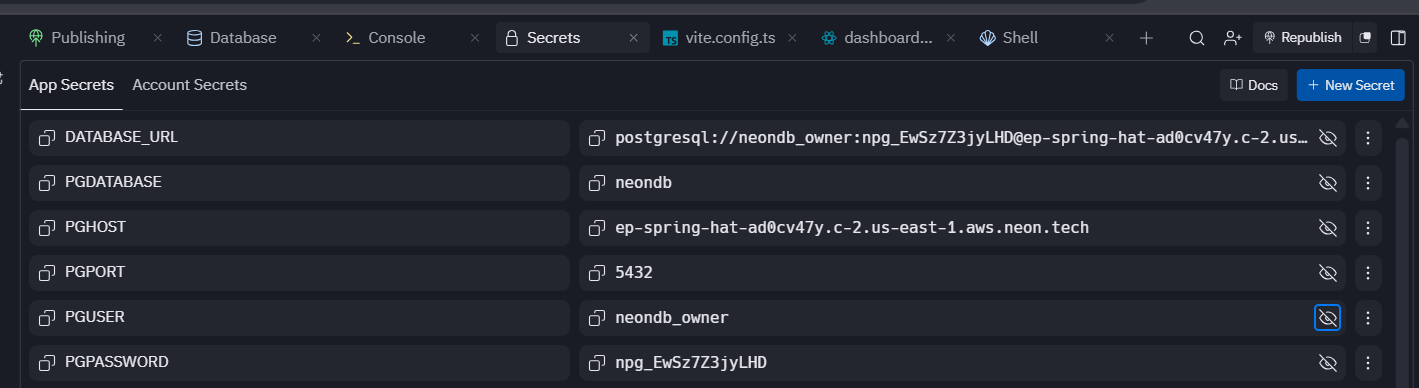 Publishing Database Console Secrets vite.config.ts dashboard... Shell Republish
App Secrets Account Secrets Docs New Secret
DATABASE_URL postgresql://neondb_owner:npg_EwSz7Z3jyLHD@ep-spring-hat-ad0cv47y.c-2.us...
PGDATABASE neondb
PGHOST ep-spring-hat-ad0cv47y.c-2.us-east-1.aws.neon.tech
PGPORT 5432
PGUSER neondb_owner
PGPASSWORD npg_EwSz7Z3jyLHD